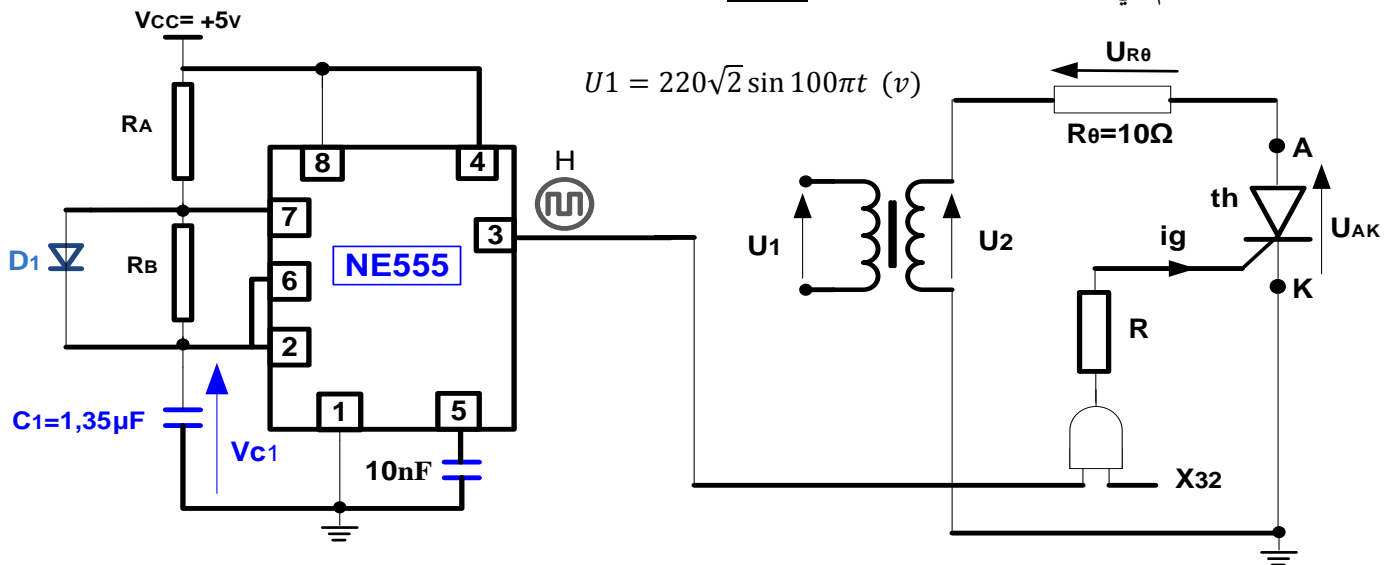 Vcc= +5v
U1 = 220√2 sin 100πt (v)
URθ
RA
Rθ=10Ω
8
4
H
A
7
3
th
D1
RB
NE555
U1
U2
ig
UAK
6
K
2
R
C1=1,35µF
1
5
Vc1
10nF
X32